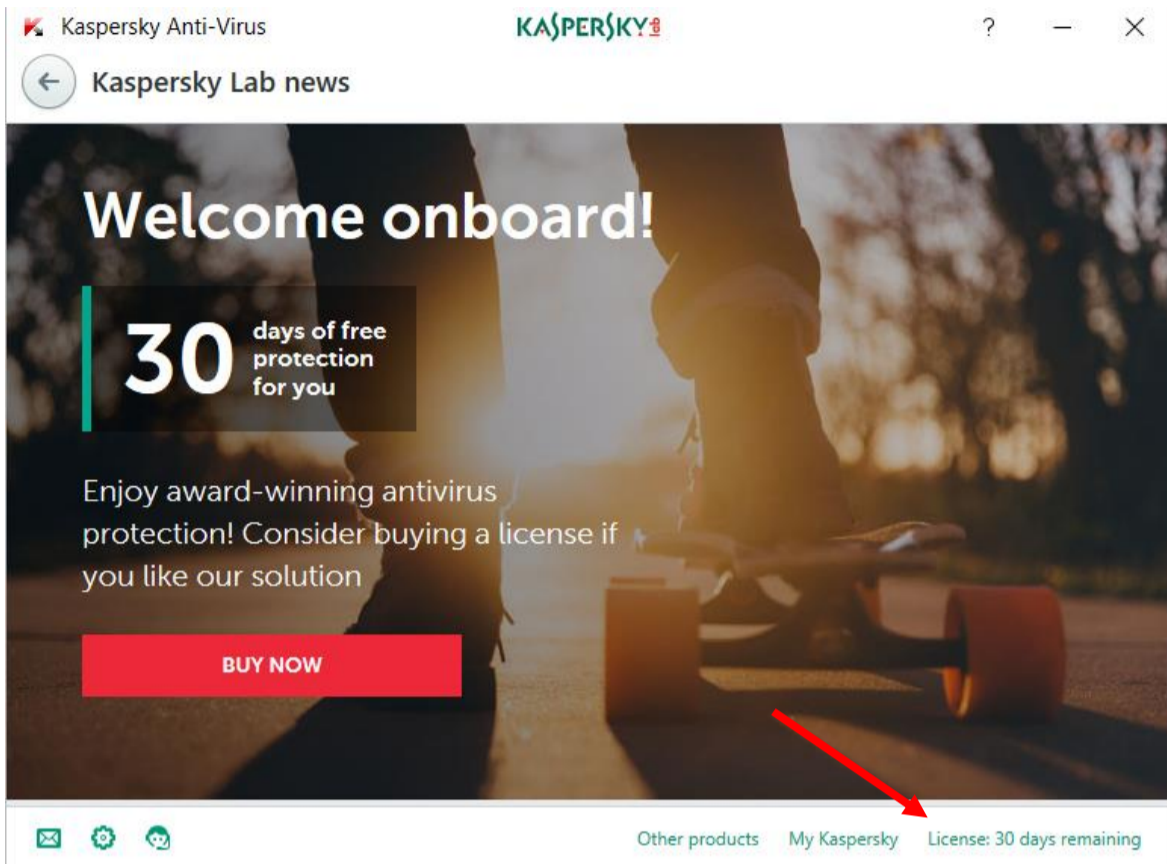 Kaspersky Anti-Virus
KASPERSKY lab
?
Kaspersky Lab news
Welcome onboard!
30
days of free
protection
for you
Enjoy award-winning antivirus
protection! Consider buying a license if
you like our solution
BUY NOW
Other products My Kaspersky License: 30 days remaining